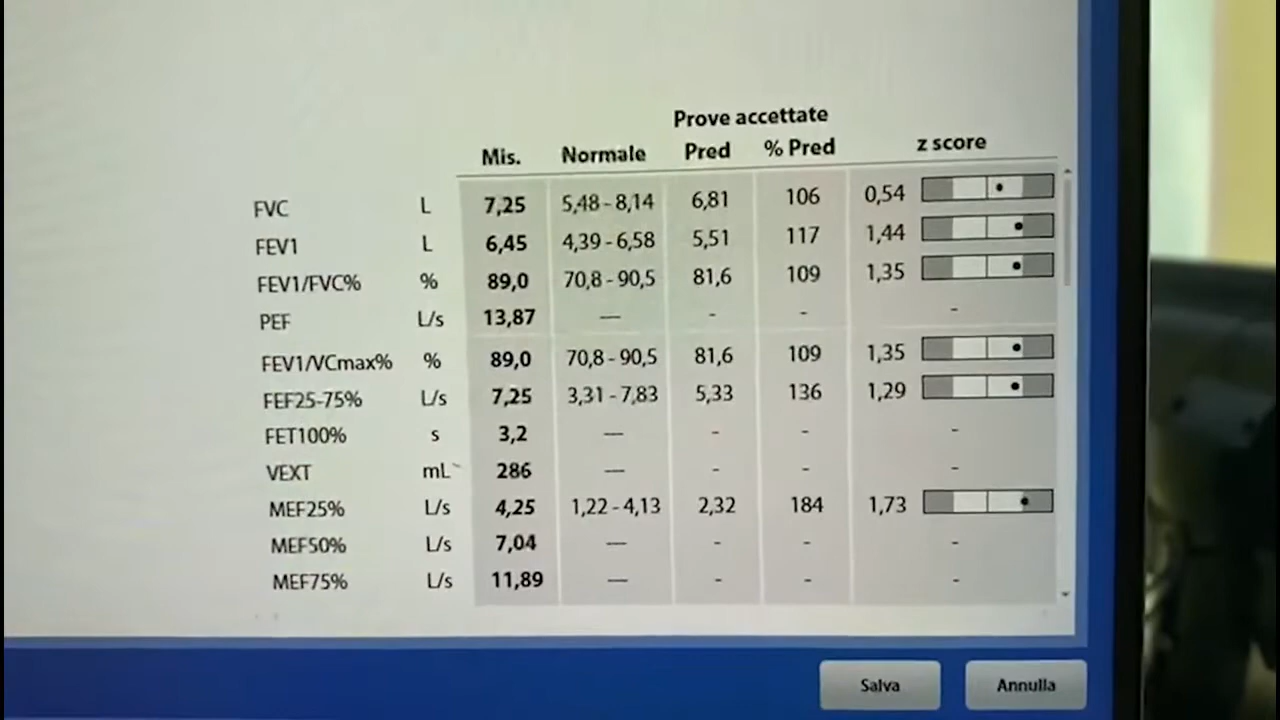 Prove accettate
Mis. Normale Pred % Pred z score
FVC L 7,25 5,48 - 8,14 6,81 106 0,54
FEV1 L 6,45 4,39 - 6,58 5,51 117 1,44
FEV1/FVC% % 89,0 70,8 - 90,5 81,6 109 1,35
PEF L/s 13,87 — - - -
FEV1/VCmax% % 89,0 70,8 - 90,5 81,6 109 1,35
FEF25-75% L/s 7,25 3,31 - 7,83 5,33 136 1,29
FET100% s 3,2 — - - -
VEXT mL 286 — - - -
MEF25% L/s 4,25 1,22 - 4,13 2,32 184 1,73
MEF50% L/s 7,04 — - - -
MEF75% L/s 11,89 — - - -
Salva Annulla